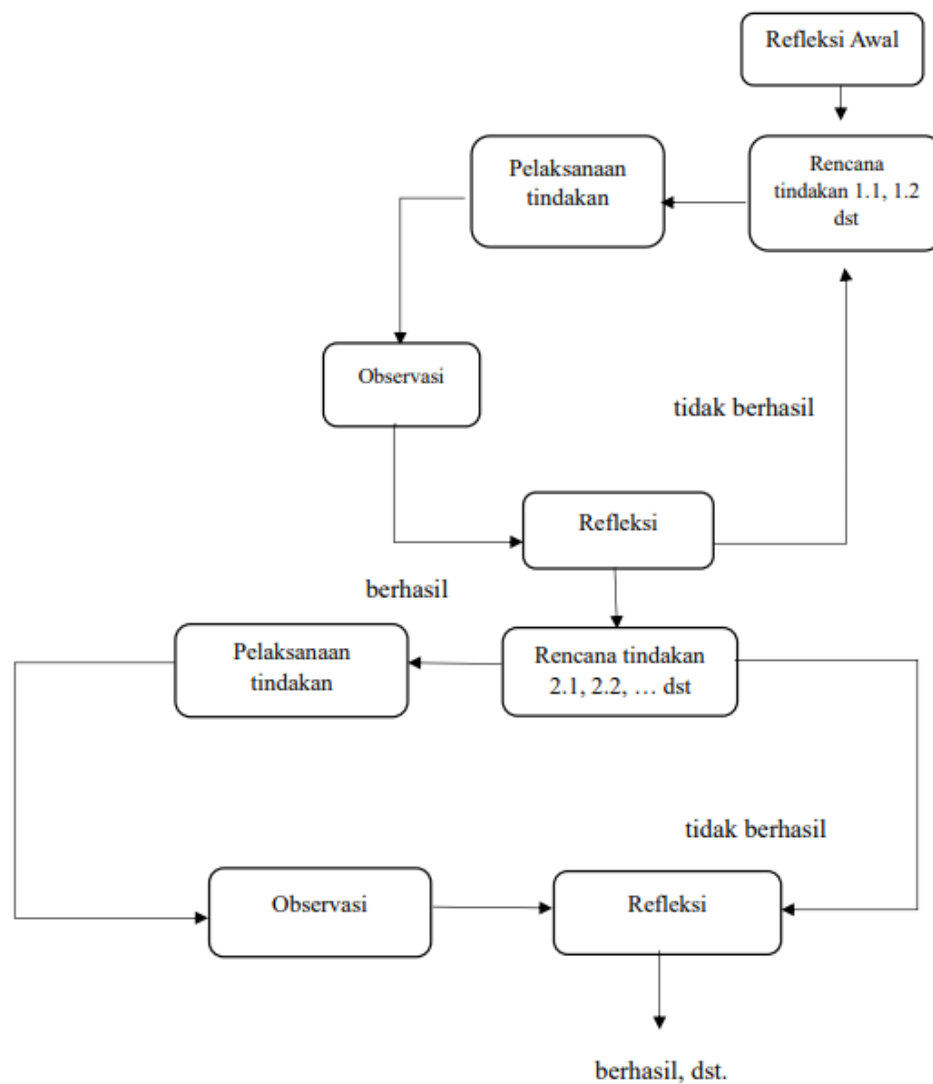 Refleksi Awal
Rencana
tindakan 1.1, 1.2
dst
Pelaksanaan
tindakan
Observasi
tidak berhasil
Refleksi
berhasil
Rencana tindakan
2.1, 2.2, … dst
Pelaksanaan
tindakan
tidak berhasil
Observasi
Refleksi
berhasil, dst.